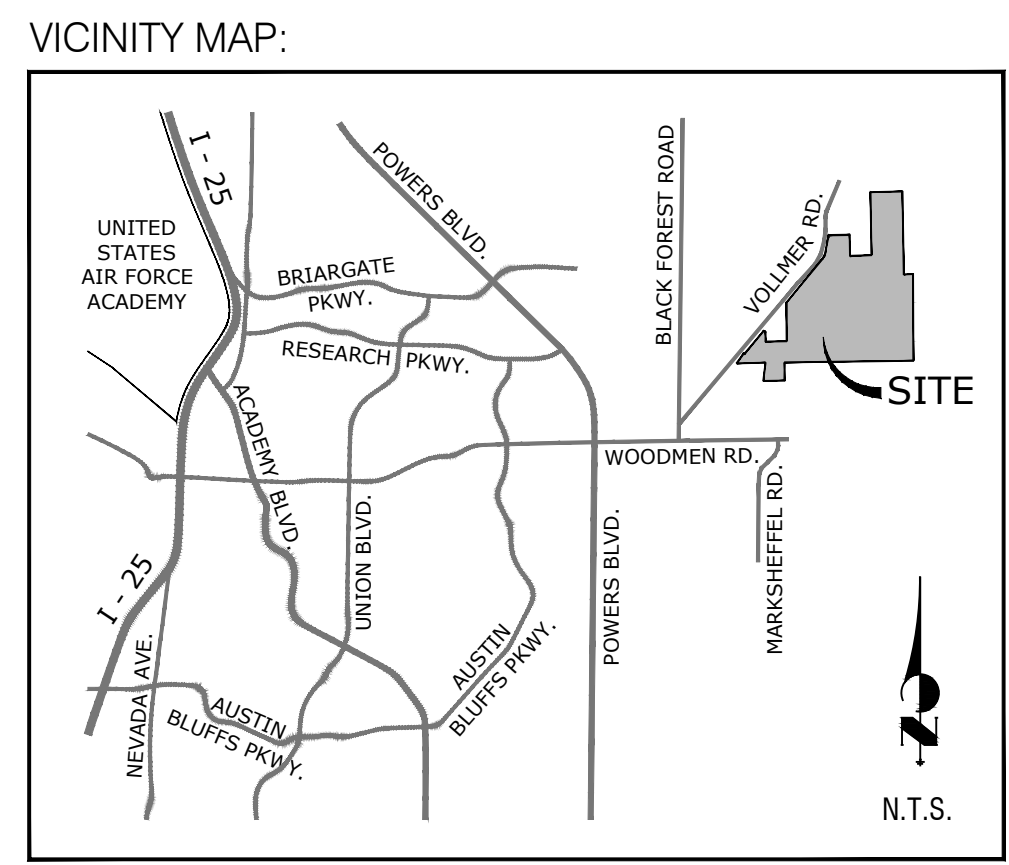 VICINITY MAP:
I - 25
POWERS BLVD.
BLACK FOREST ROAD
VOLLMER RD.
UNITED
STATES
AIR FORCE
ACADEMY
BRIARGATE
PKWY.
RESEARCH PKWY.
SITE
ACADEMY BLVD.
WOODMEN RD.
MARKSHEFFEL RD.
UNION BLVD.
POWERS BLVD.
I - 25
NEVADA AVE.
AUSTIN
BLUFFS PKWY.
AUSTIN
BLUFFS PKWY.
N
N.T.S.